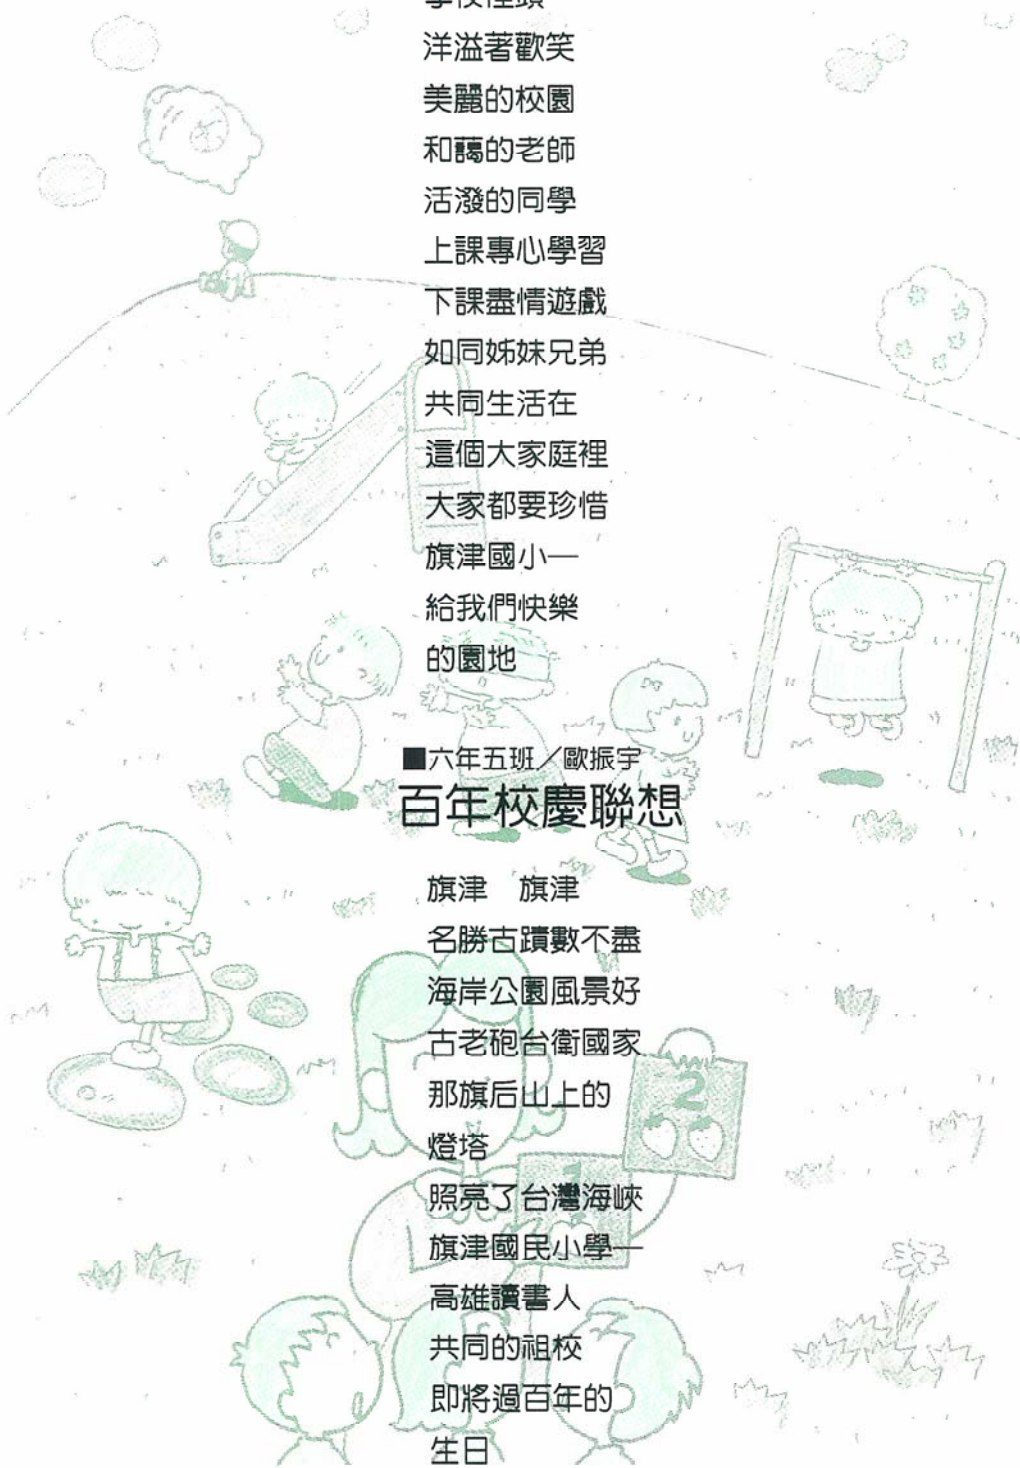 洋溢著歡笑
美麗的校園
和藹的老師
活潑的同學
上課專心學習
下課盡情遊戲
如同姊妹兄弟
共同生活在
這個大家庭裡
大家都要珍惜
旗津國小—
給我們快樂
的園地
■六年五班／歐振宇
百年校慶聯想
旗津　旗津
名勝古蹟數不盡
海岸公園風景好
古老砲台衛國家
那旗后山上的
燈塔
照亮了台灣海峽
旗津國民小學—
高雄讀書人
共同的祖校
即將過百年的
生日
2
1